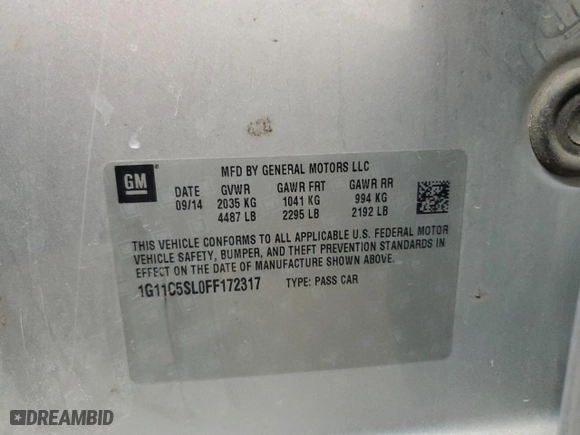 GM
MFD BY GENERAL MOTORS LLC
DATE GVWR GAWR FRT GAWR RR
09/14 2035 KG 1041 KG 994 KG
4487 LB 2295 LB 2192 LB
THIS VEHICLE CONFORMS TO ALL APPLICABLE U.S. FEDERAL MOTOR
VEHICLE SAFETY, BUMPER, AND THEFT PREVENTION STANDARDS IN
EFFECT ON THE DATE OF MANUFACTURE SHOWN ABOVE.
1G11C5SL0FF172317 TYPE: PASS CAR
DREAMBID